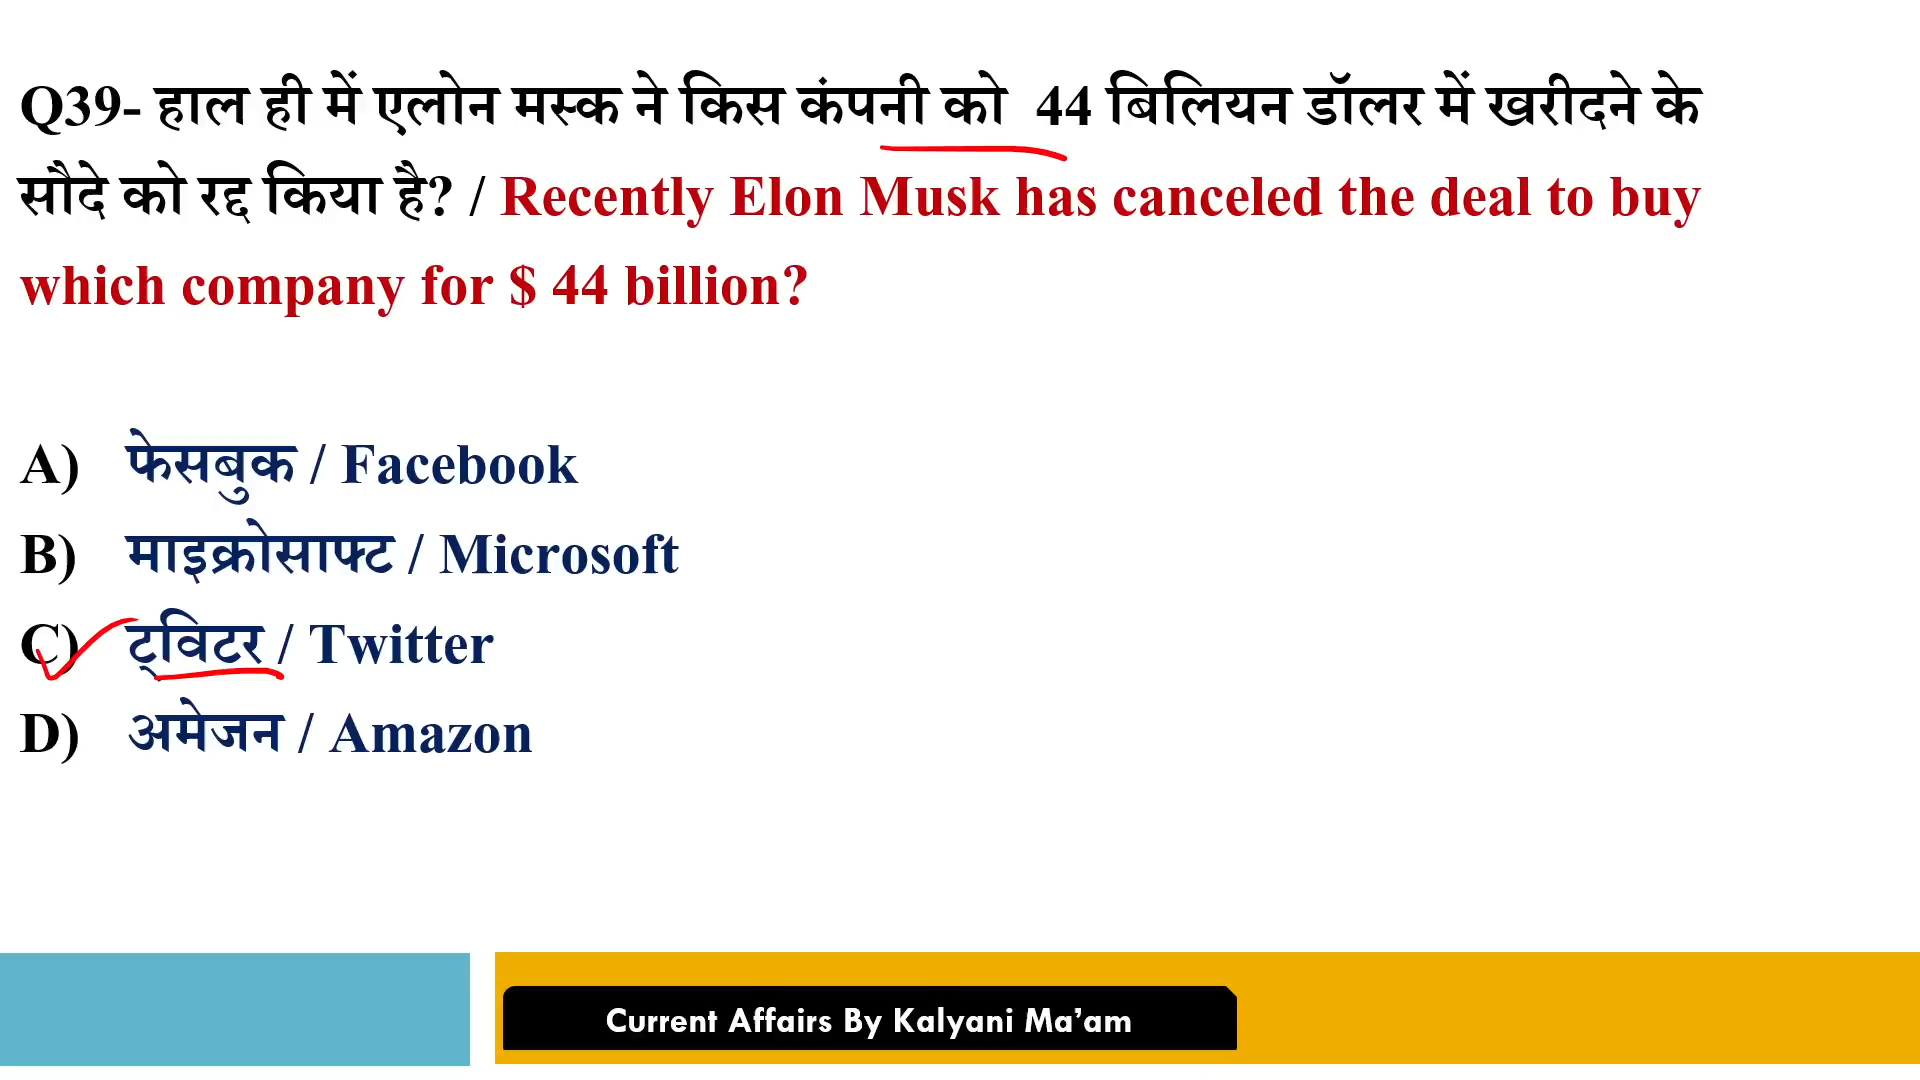 Q39- हाल ही में एलोन मस्क ने किस कंपनी को 44 बिलियन डॉलर में खरीदने के
सौदे को रद्द किया है? / Recently Elon Musk has canceled the deal to buy
which company for $ 44 billion?
A) फेसबुक / Facebook
B) माइक्रोसाफ्ट / Microsoft
C) ट्विटर / Twitter
D) अमेजन / Amazon
Current Affairs By Kalyani Ma’am